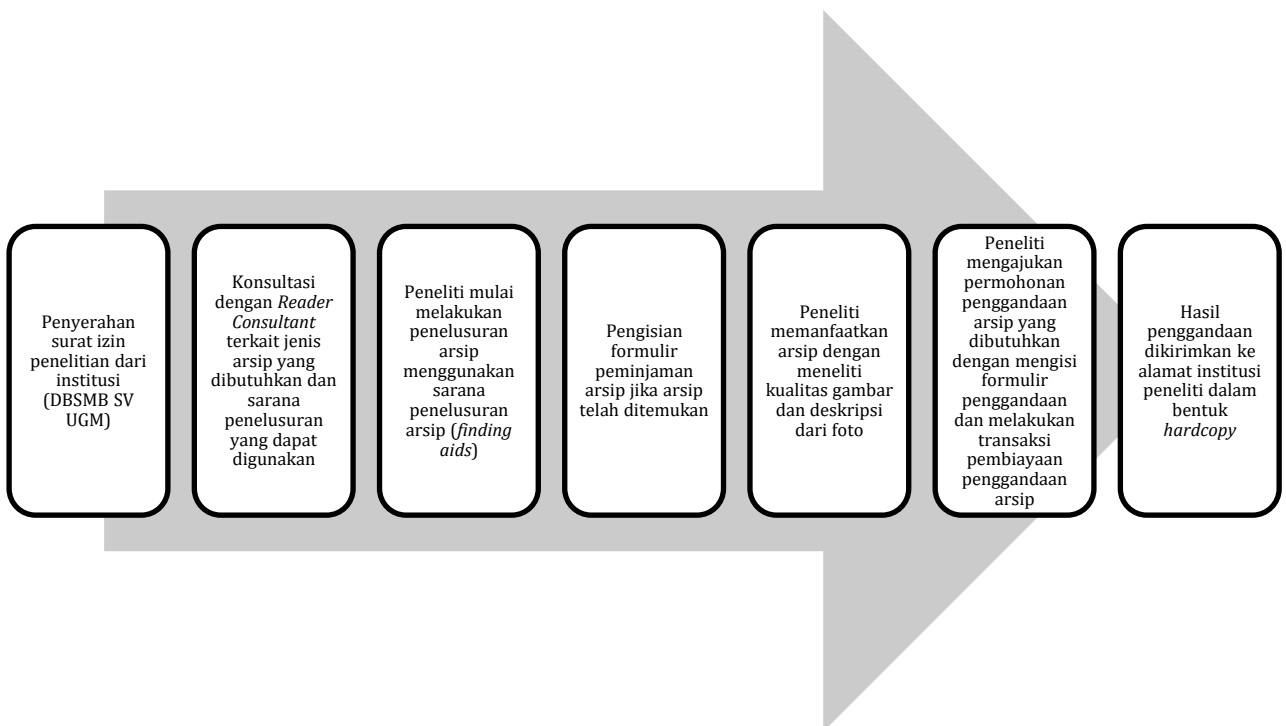 Penyerahan
surat izin
penelitian dari
institusi
(DBSMB SV
UGM)
Konsultasi
dengan Reader
Consultant
terkait jenis
arsip yang
dibutuhkan dan
sarana
penelusuran
yang dapat
digunakan
Peneliti mulai
melakukan
penelusuran
arsip
menggunakan
sarana
penelusuran
arsip (finding
aids)
Pengisian
formulir
peminjaman
arsip jika arsip
telah ditemukan
Peneliti
memanfaatkan
arsip dengan
meneliti
kualitas gambar
dan deskripsi
dari foto
Peneliti
mengajukan
permohonan
penggandaan
arsip yang
dibutuhkan
dengan mengisi
formulir
penggandaan
dan melakukan
transaksi
pembiayaan
penggandaan
arsip
Hasil
penggandaan
dikirimkan ke
alamat institusi
peneliti dalam
bentuk
hardcopy